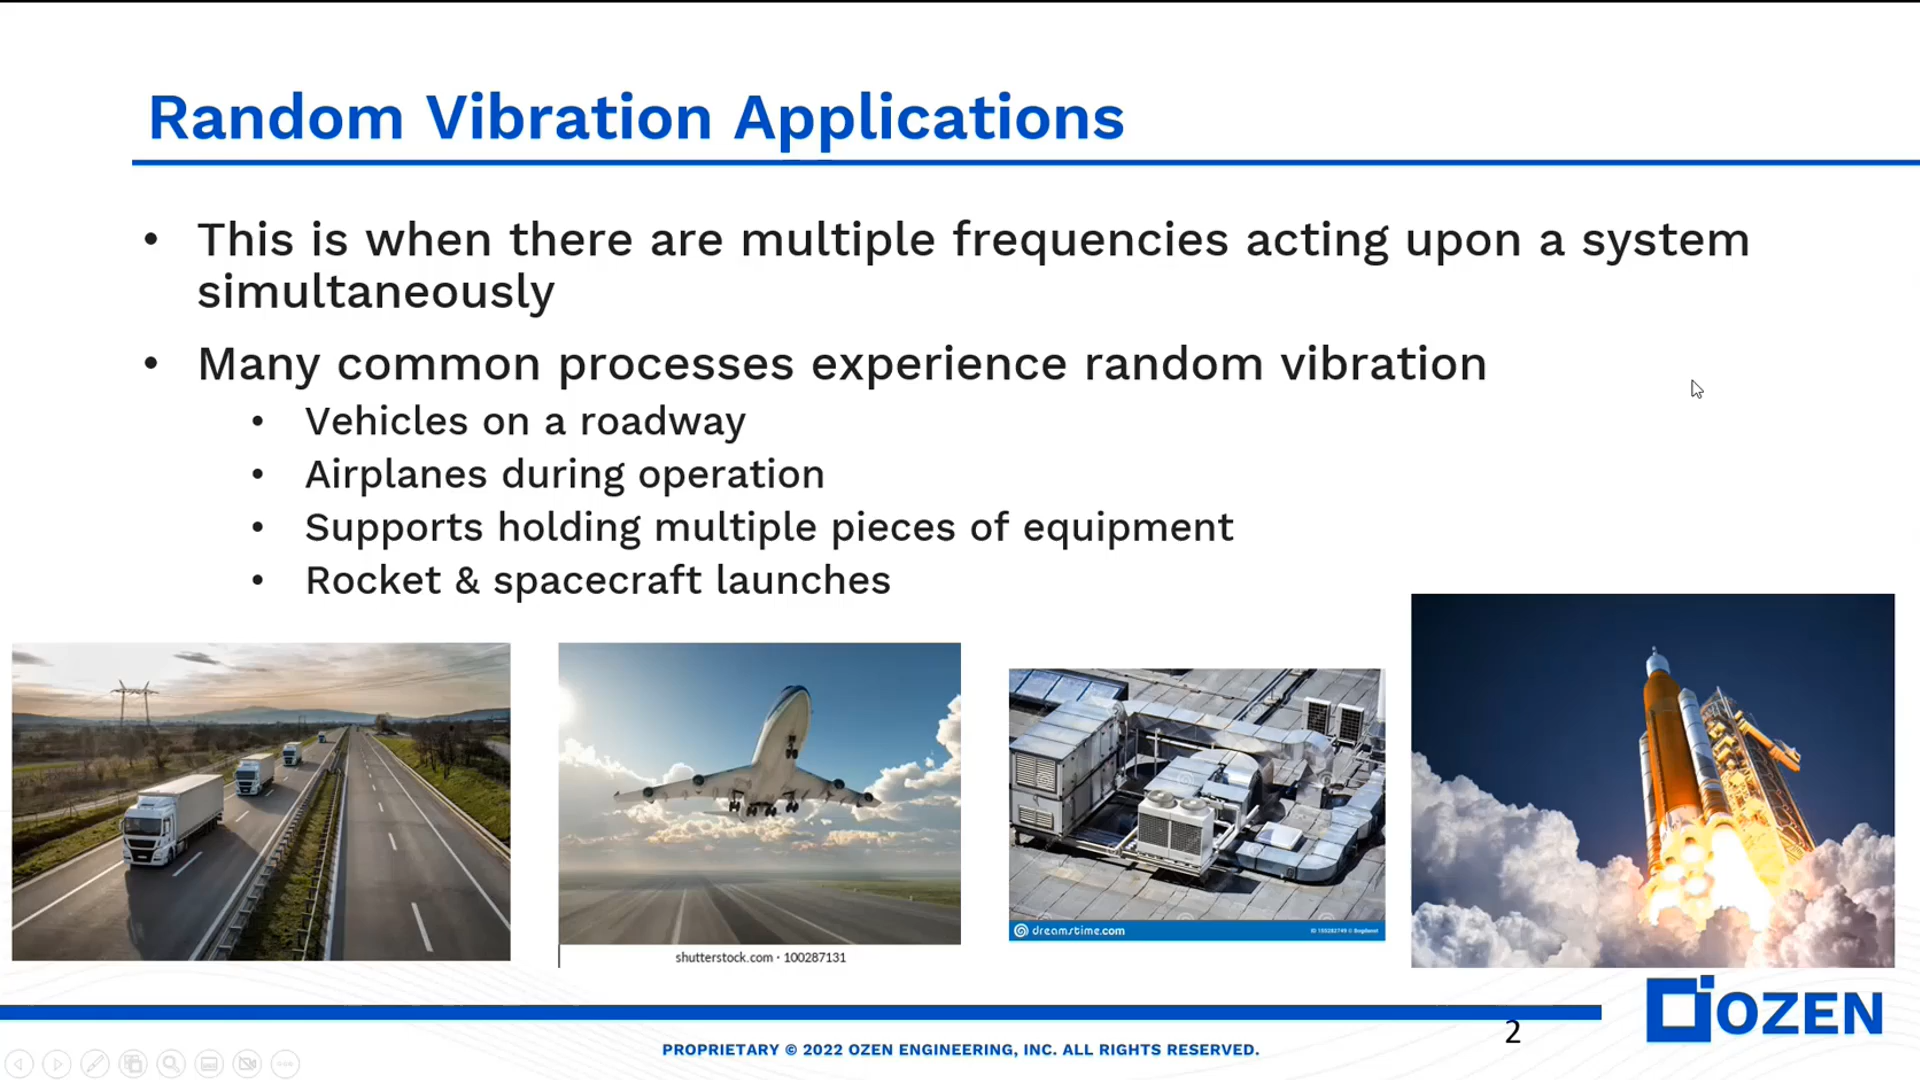 Random Vibration Applications
• This is when there are multiple frequencies acting upon a system
simultaneously
• Many common processes experience random vibration
• Vehicles on a roadway
• Airplanes during operation
• Supports holding multiple pieces of equipment
• Rocket & spacecraft launches
shutterstock.com · 100287131
dreamstime.com
OZEN
2
PROPRIETARY © 2022 OZEN ENGINEERING, INC. ALL RIGHTS RESERVED.